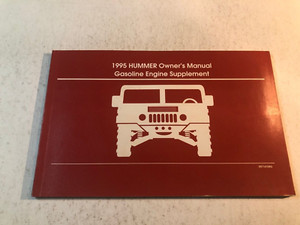 1995 HUMMER Owner's Manual
Gasoline Engine Supplement